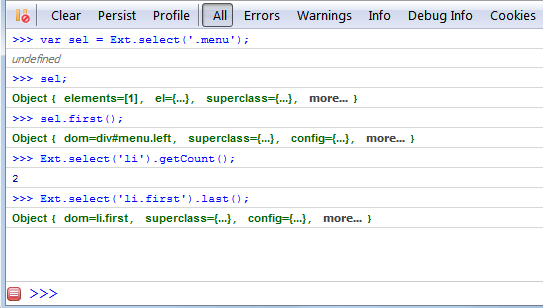 Clear Persist Profile All Errors Warnings Info Debug Info Cookies
>>> var sel = Ext.select('.menu');
undefined
>>> sel;
Object { elements=[1], el={...}, superclass={...}, more... }
>>> sel.first();
Object { dom=div#menu.left, superclass={...}, config={...}, more... }
>>> Ext.select('li').getCount();
2
>>> Ext.select('li.first').last();
Object { dom=li.first, superclass={...}, config={...}, more... }
>>>